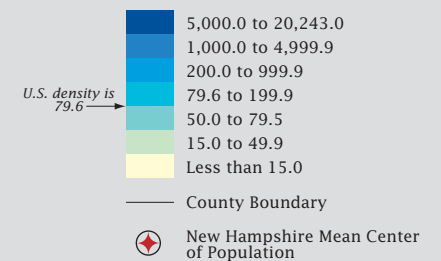 5,000.0 to 20,243.0
1,000.0 to 4,999.9
200.0 to 999.9
U.S. density is
79.6
79.6 to 199.9
50.0 to 79.5
15.0 to 49.9
Less than 15.0
County Boundary
New Hampshire Mean Center
of Population